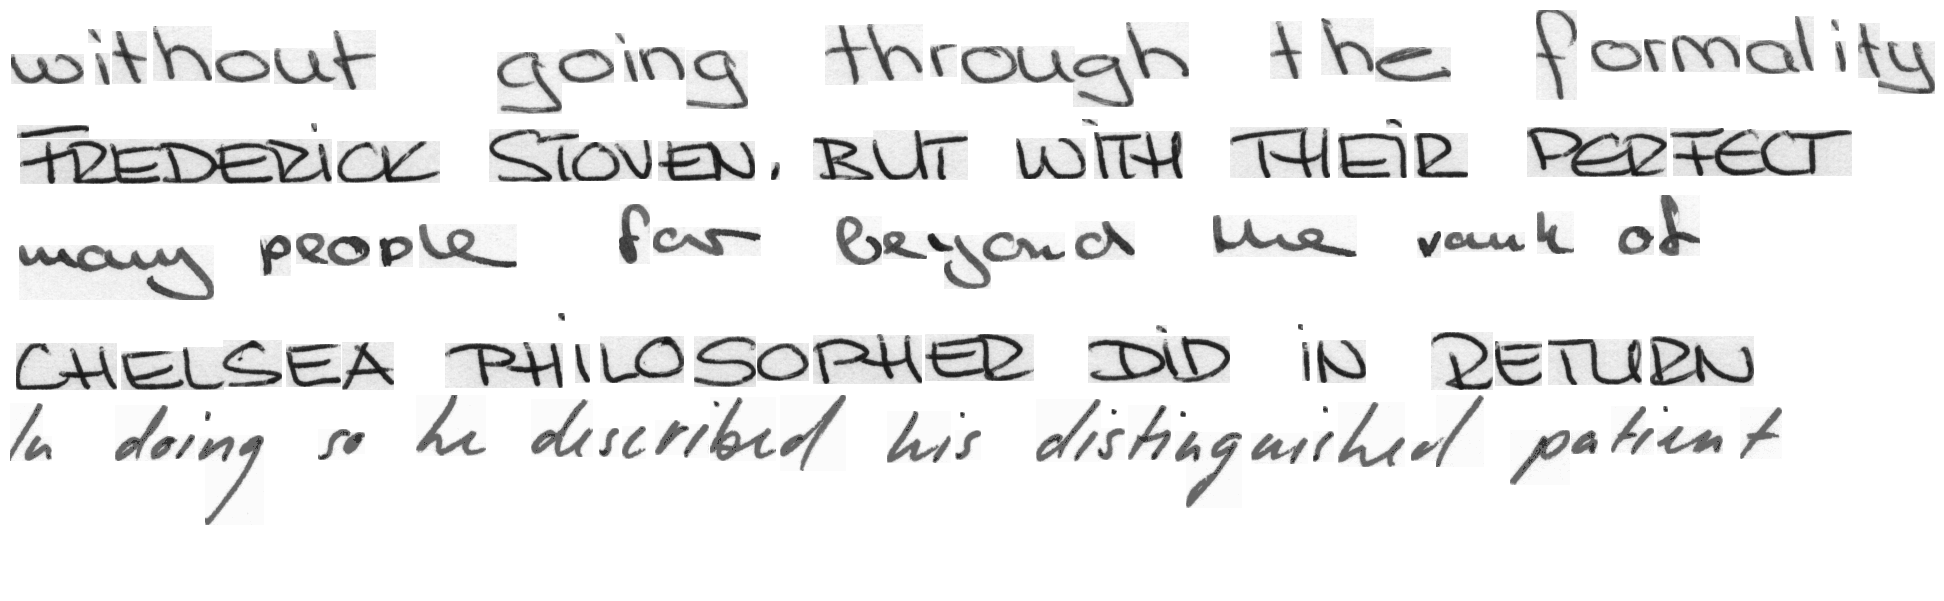 without going through the formality
FREDERICK STOVEN, BUT WITH THEIR PERFECT
many people far beyond the rank of
CHELSEA PHILOSOPHER DID IN RETURN
In doing so he described his distinguished patient